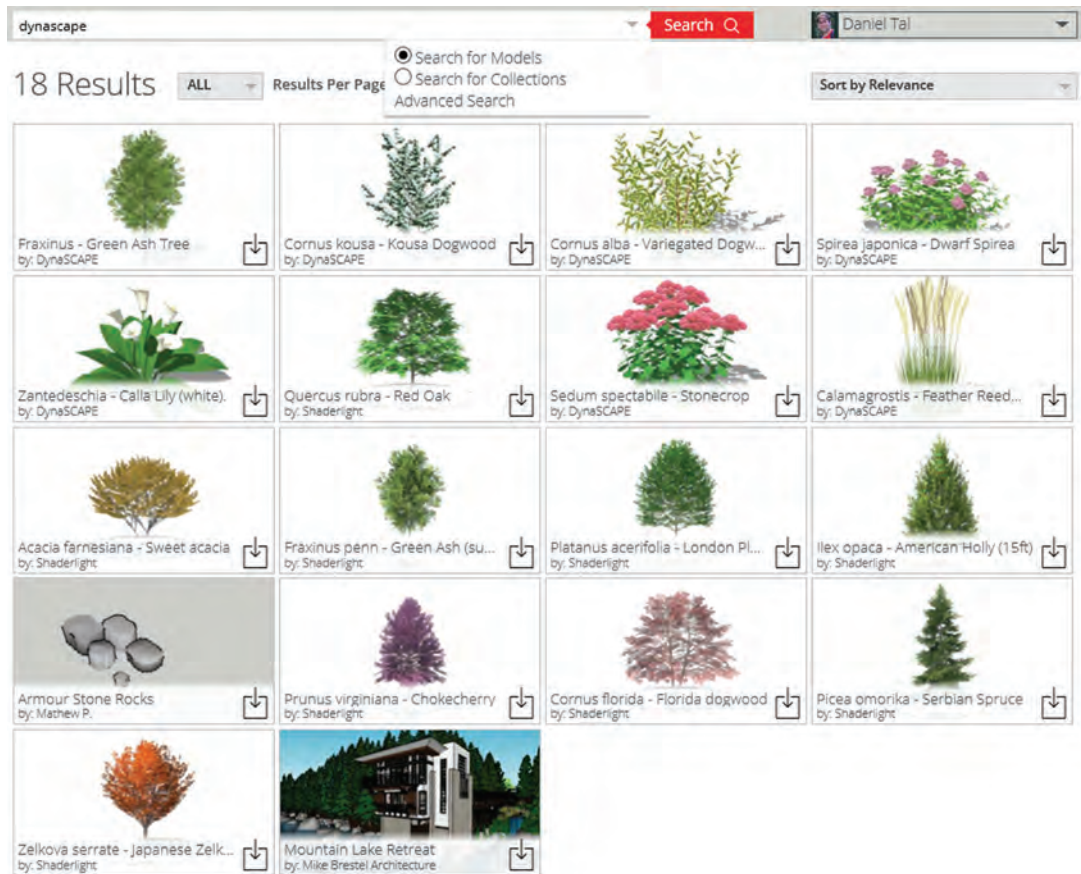 dynascape
Search
Daniel Tal
Search for Models
Search for Collections
Advanced Search
18 Results
ALL
Results Per Page
Sort by Relevance
Fraxinus - Green Ash Tree
by: DynaSCAPE
Cornus kousa - Kousa Dogwood
by: DynaSCAPE
Cornus alba - Variegated Dogw...
by: DynaSCAPE
Spirea japonica - Dwarf Spirea
by: DynaSCAPE
Zantedeschia - Calla Lily (white).
by: DynaSCAPE
Quercus rubra - Red Oak
by: Shaderlight
Sedum spectabile - Stonecrop
by: DynaSCAPE
Calamagrostis - Feather Reed,...
by: DynaSCAPE
Acacia farnesiana - Sweet acacia
by: Shaderlight
Fraxinus penn - Green Ash (su...
by: Shaderlight
Platanus acerifolia - London Pl...
by: Shaderlight
Ilex opaca - American Holly (15ft)
by: Shaderlight
Armour Stone Rocks
by: Mathew P.
Prunus virginiana - Chokecherry
by: Shaderlight
Cornus florida - Florida dogwood
by: Shaderlight
Picea omorika - Serbian Spruce
by: Shaderlight
Zelkova serrate - Japanese Zelk...
by: Shaderlight
Mountain Lake Retreat
by: Mike Brestel Architecture